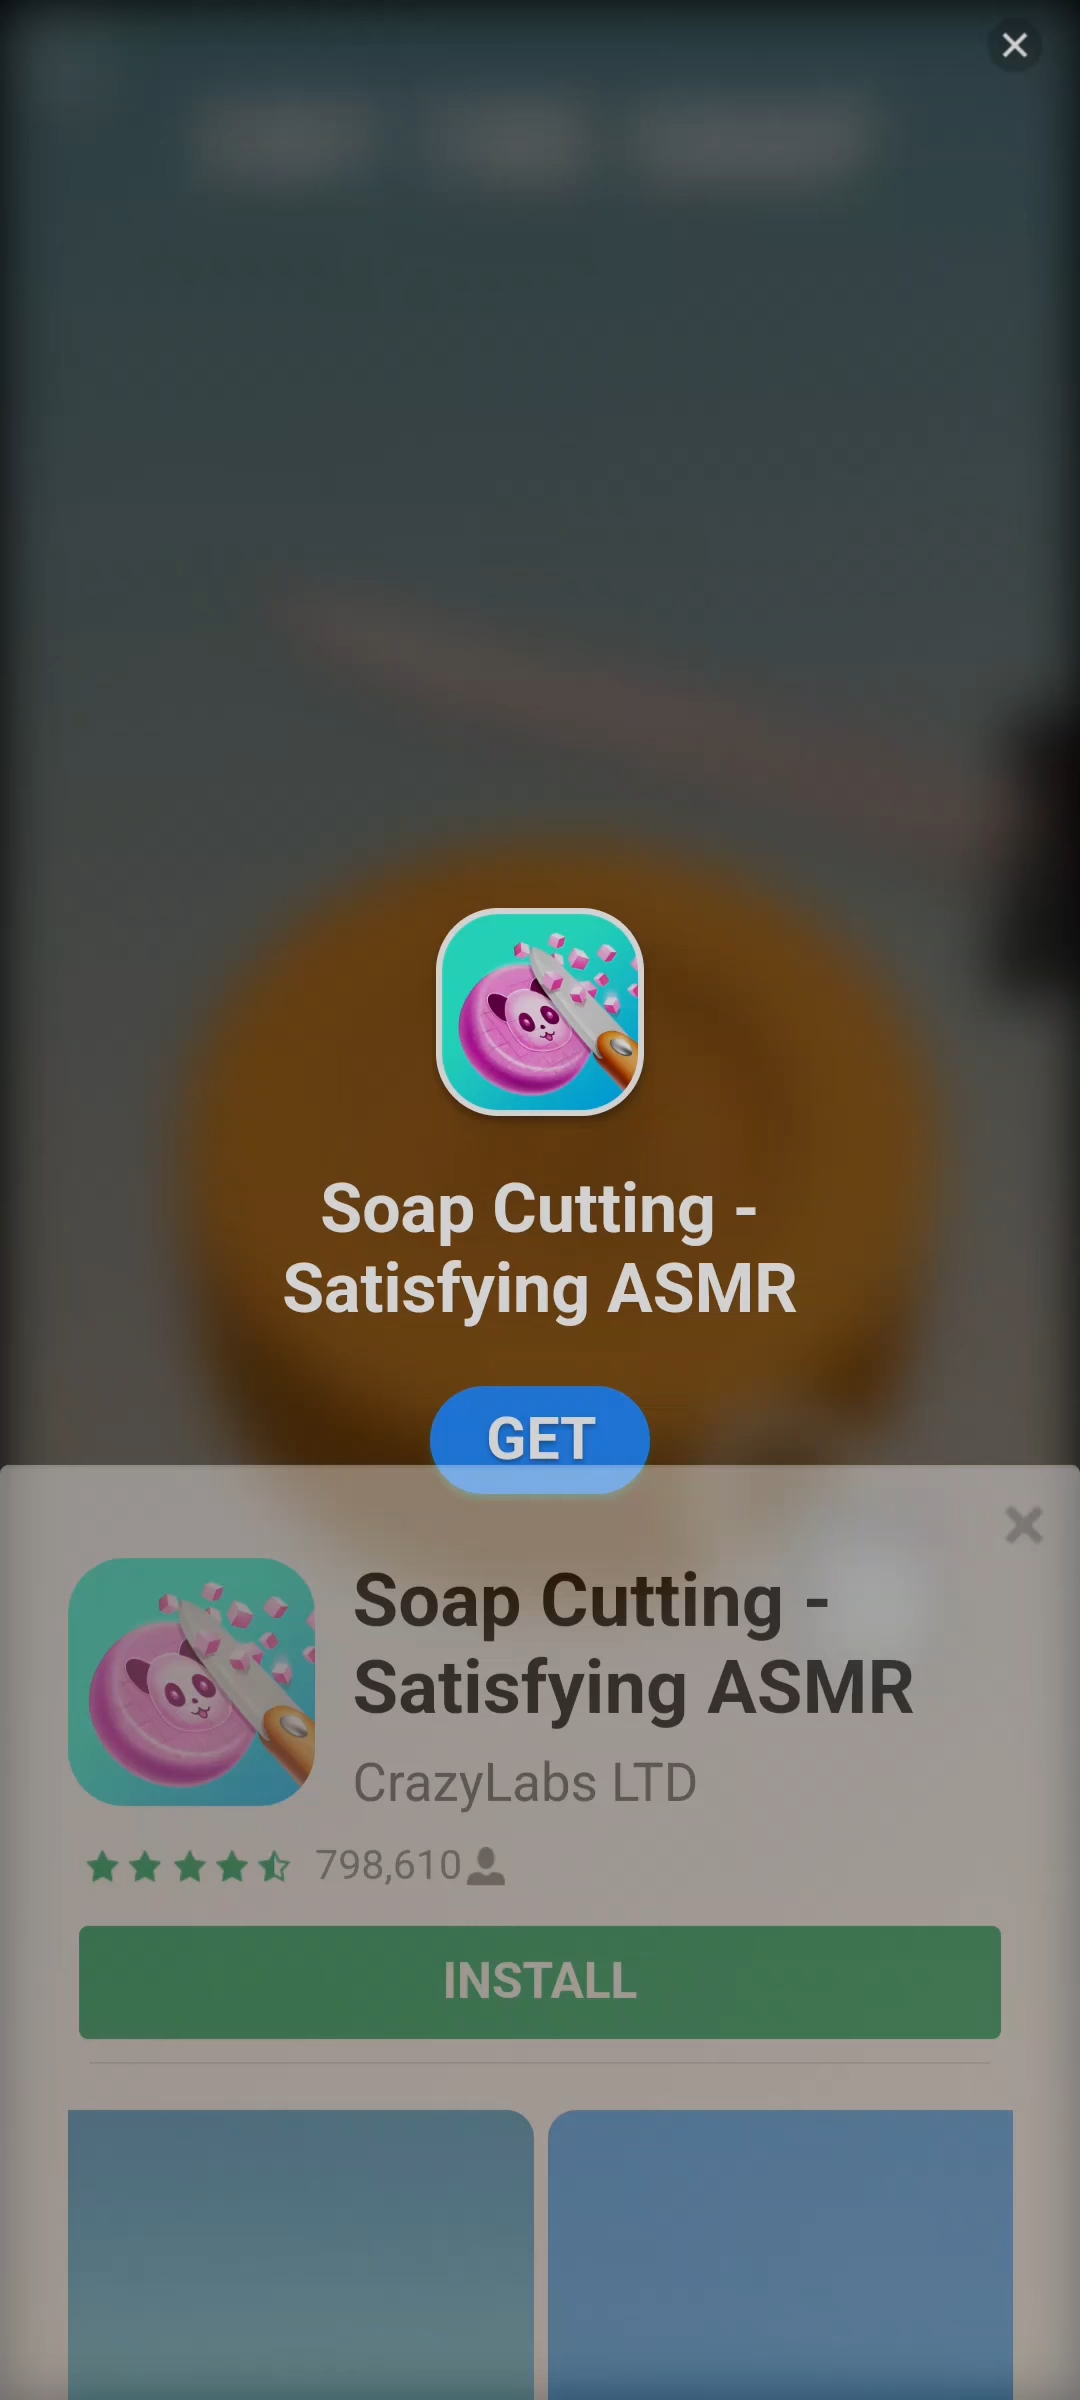 Soap Cutting -
Satisfying ASMR
GET
Soap Cutting -
Satisfying ASMR
CrazyLabs LTD
798,610
INSTALL